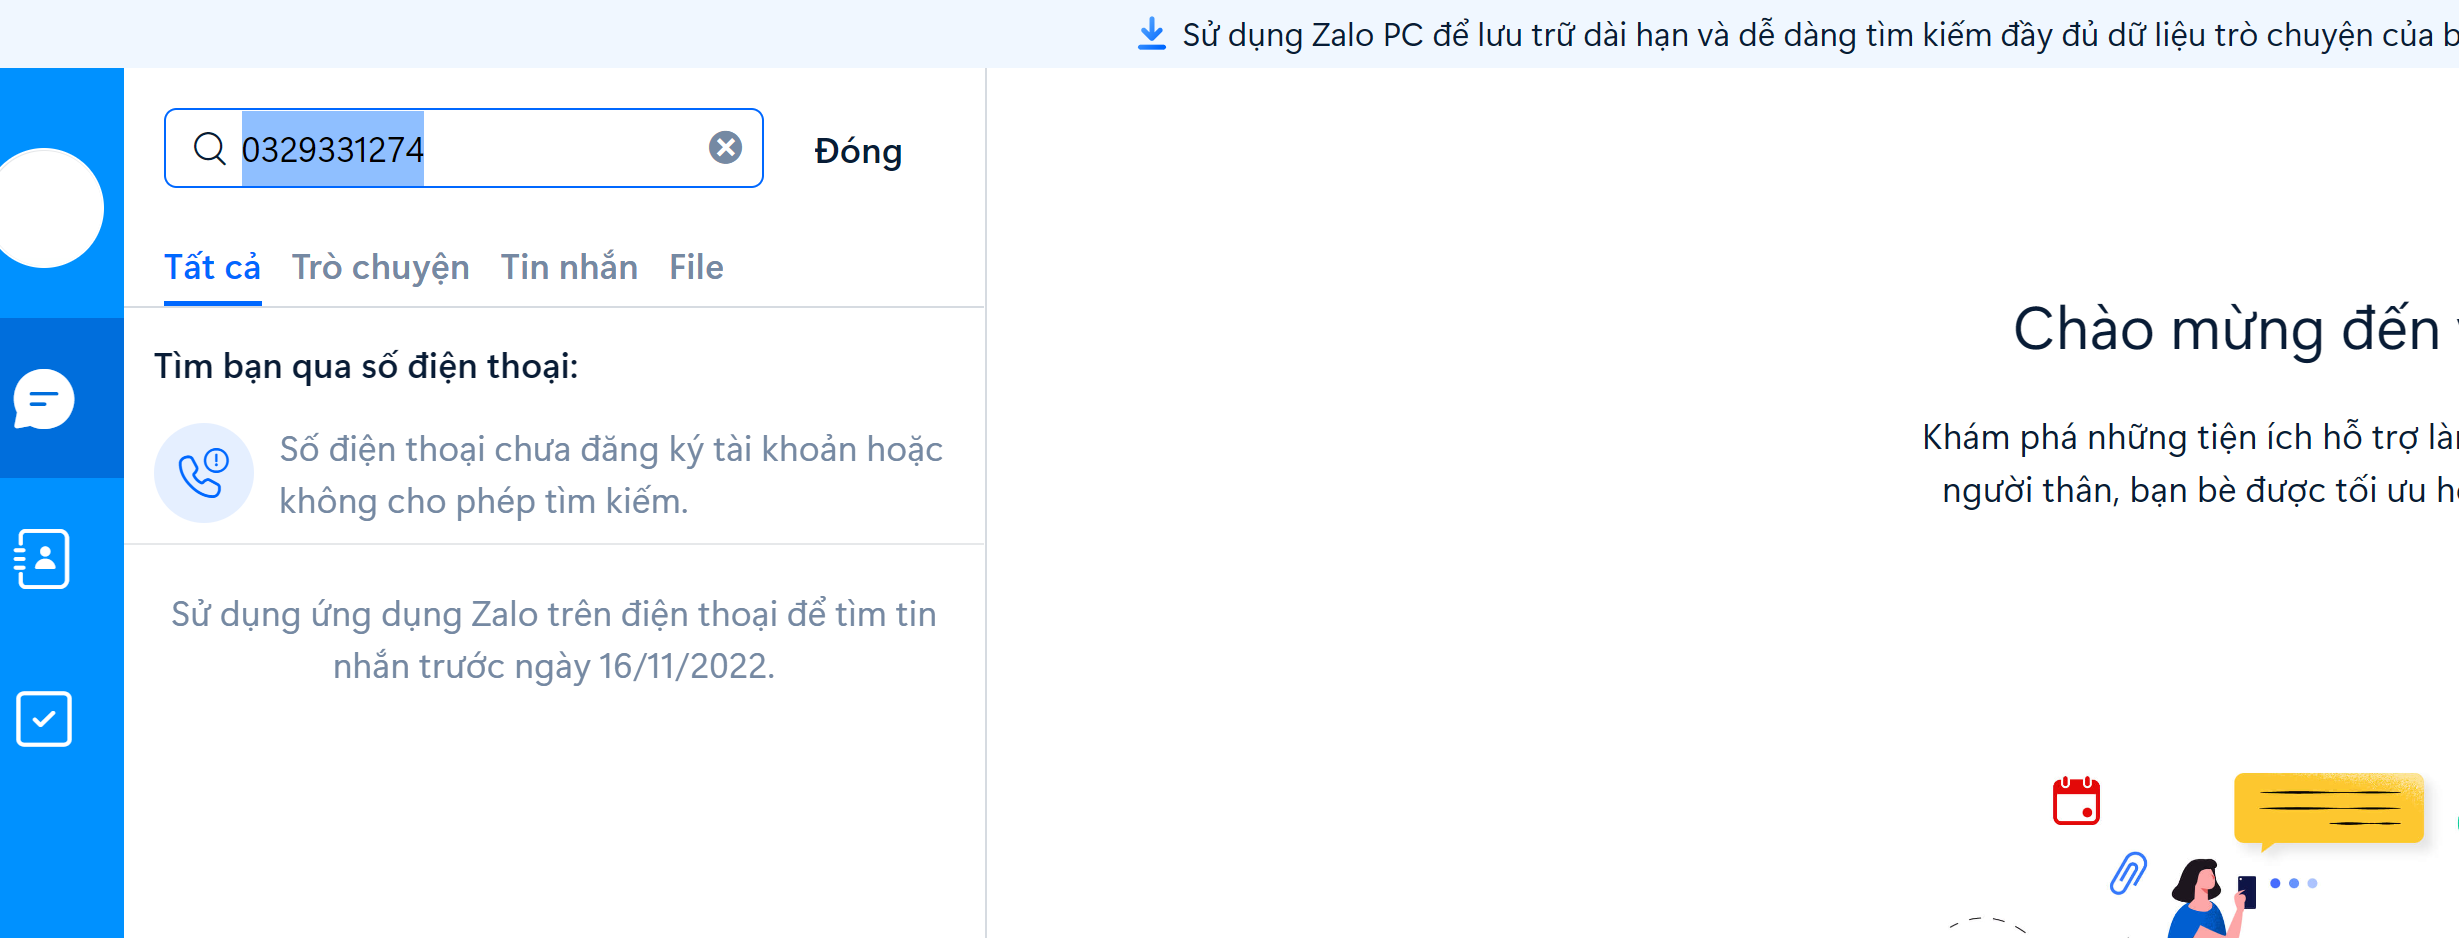 Sử dụng Zalo PC để lưu trữ dài hạn và dễ dàng tìm kiếm đầy đủ dữ liệu trò chuyện của
0329331274
Đóng
Tất cả Trò chuyện Tin nhắn File
Tìm bạn qua số điện thoại:
Số điện thoại chưa đăng ký tài khoản hoặc
không cho phép tìm kiếm.
Sử dụng ứng dụng Zalo trên điện thoại để tìm tin
nhắn trước ngày 16/11/2022.
Chào mừng đến
Khám phá những tiện ích hỗ trợ
người thân, bạn bè được tối ưu